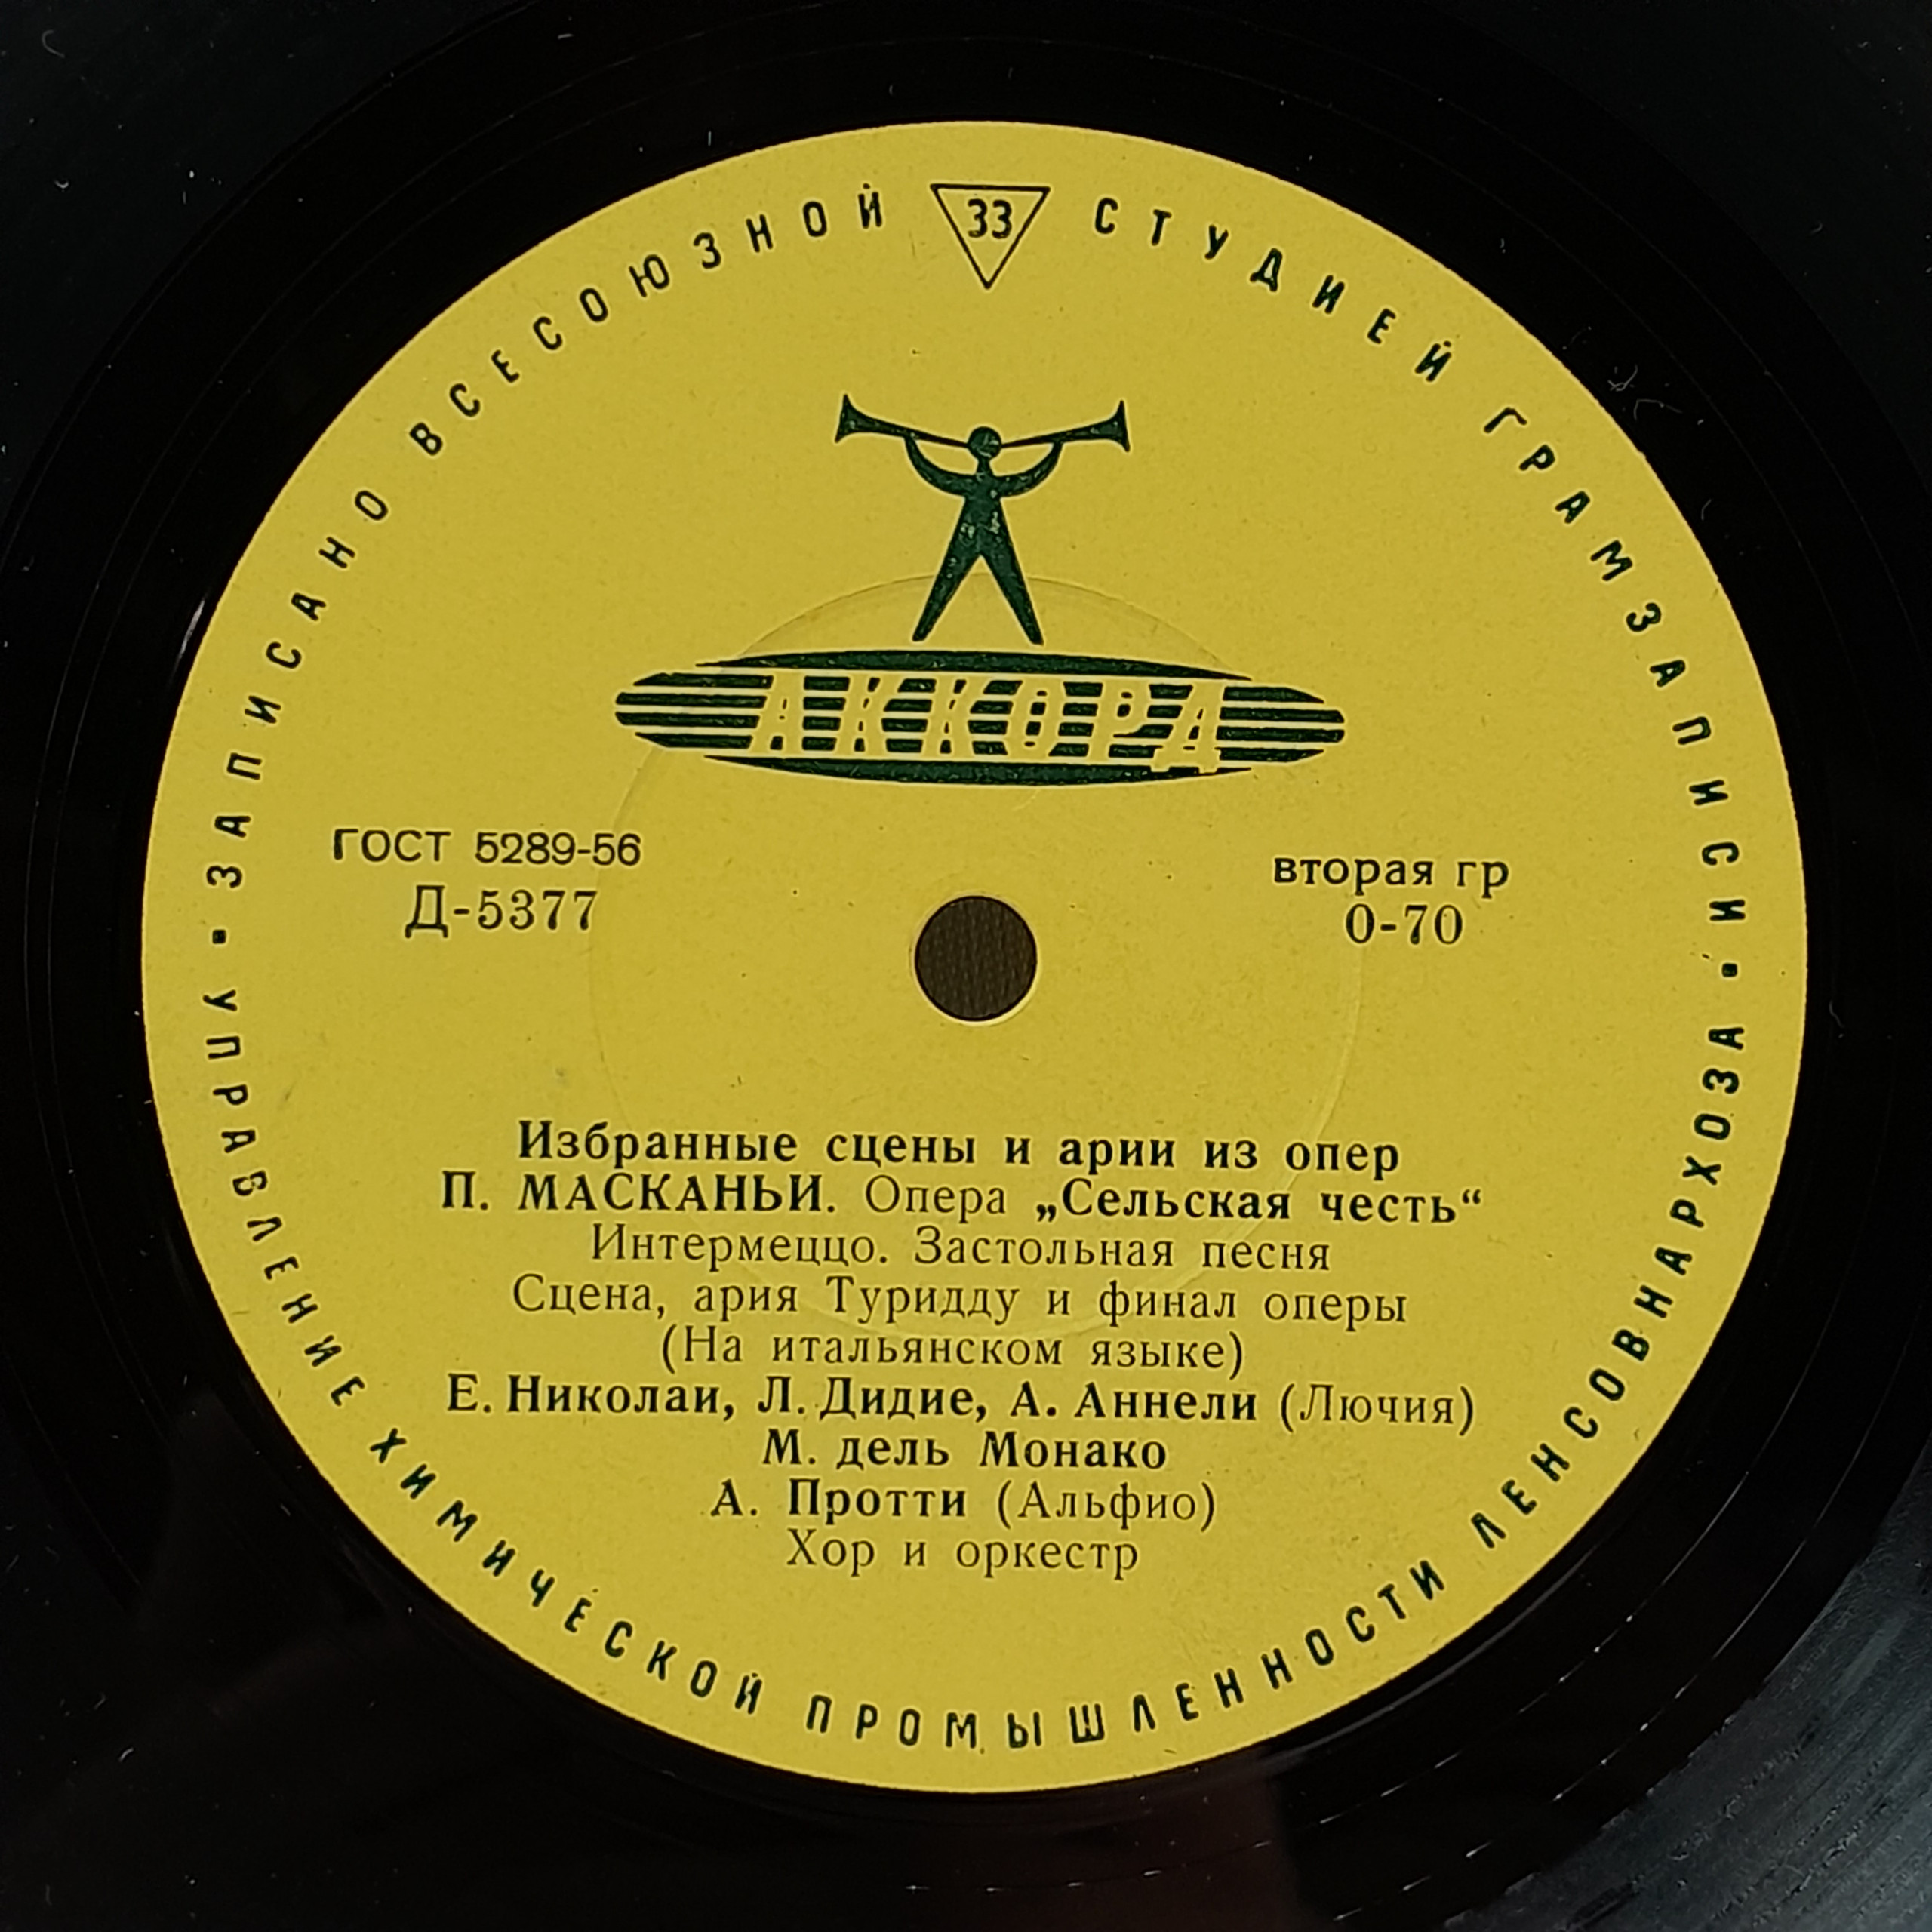 ЗАПИСАНО ВСЕСОЮЗНОЙ СТУДИЕЙ ГРАМЗАПИСИ
33
АККОРД
ГОСТ 5289-56
Д-5377
вторая гр
0-70
Избранные сцены и арии из опер
П. МАСКАНЬИ. Опера „Сельская честь“
Интермеццо. Застольная песня
Сцена, ария Туридду и финал оперы
(На итальянском языке)
Е. Николаи, Л. Дидие, А. Аннели (Лючия)
М. дель Монако
А. Протти (Альфио)
Хор и оркестр
• УПРАВЛЕНИЕ ХИМИЧЕСКОЙ ПРОМЫШЛЕННОСТИ ЛЕНСОВНАРХОЗА •